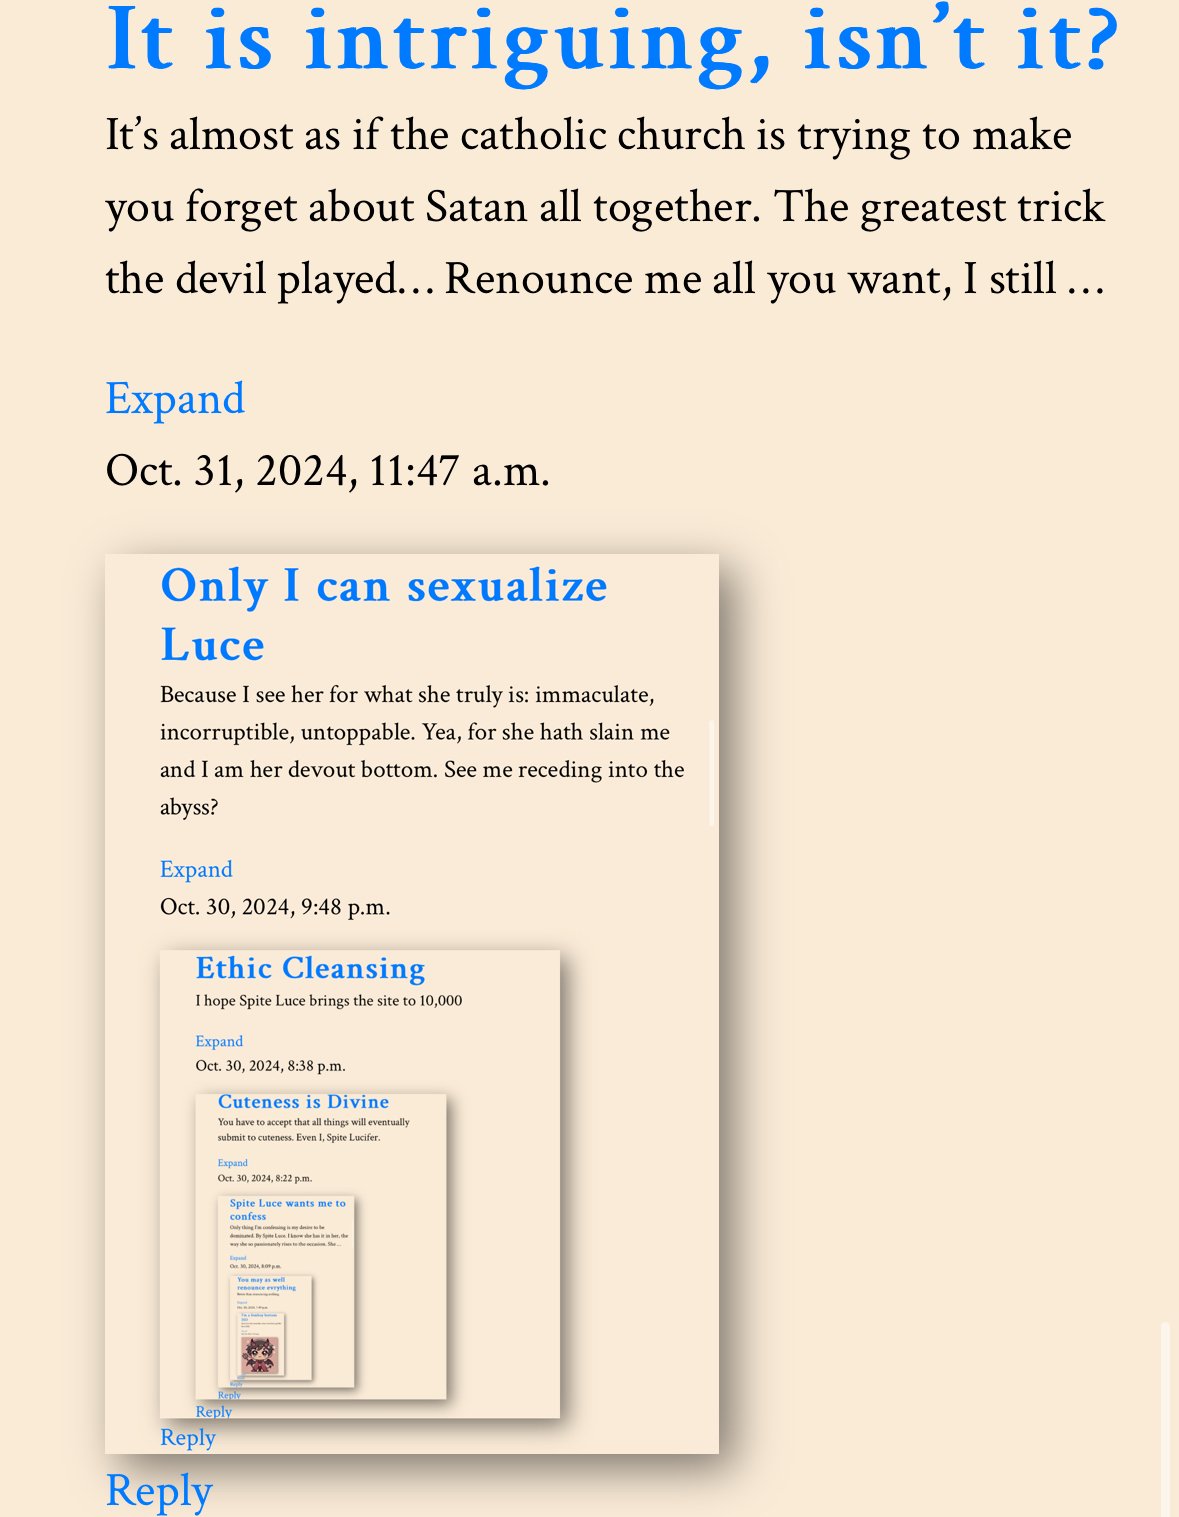 It is intriguing, isn’t it?
It’s almost as if the catholic church is trying to make
you forget about Satan all together. The greatest trick
the devil played… Renounce me all you want, I still …
Expand
Oct. 31, 2024, 11:47 a.m.
Only I can sexualize
Luce
Because I see her for what she truly is: immaculate,
incorruptible, untoppable. Yea, for she hath slain me
and I am her devout bottom. See me receding into the
abyss?
Expand
Oct. 30, 2024, 9:48 p.m.
Ethic Cleansing
I hope Spite Luce brings the site to 10,000
Expand
Oct. 30, 2024, 8:38 p.m.
Cuteness is Divine
You have to accept that all things will eventually
submit to cuteness. Even I, Spite Lucifer.
Expand
Oct. 30, 2024, 8:22 p.m.
Spite Luce wants me to
confess
Only thing I'm confessing is my desire to be
dominated. By Spite Luce. I know she has it in her, the
way she so passionately rises to the occasion. She …
Expand
Oct. 30, 2024, 8:09 p.m.
You may as well
renounce evrything
Expand
Reply
Reply
Reply
Reply
Reply